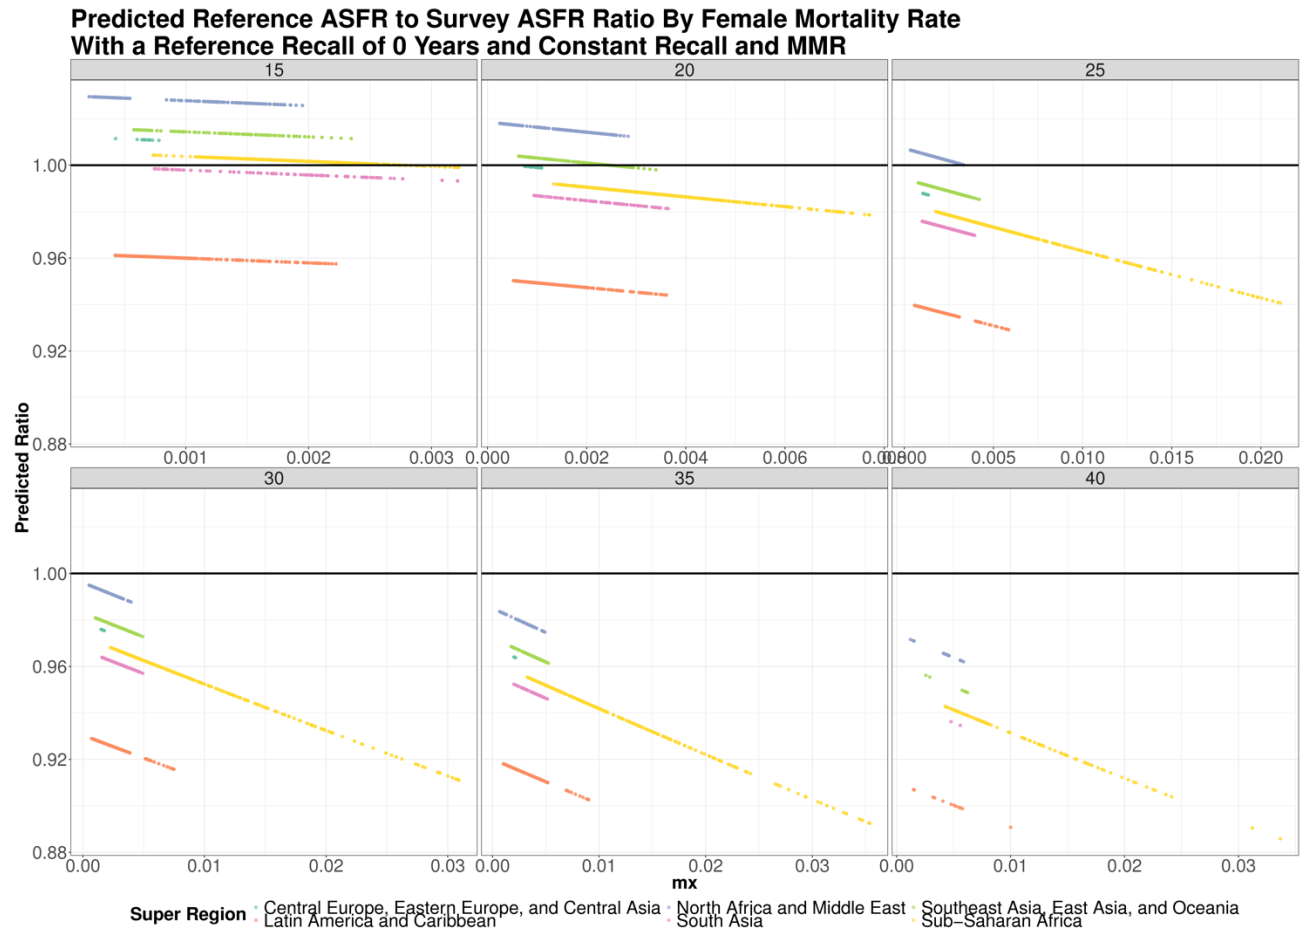 Predicted Reference ASFR to Survey ASFR Ratio By Female Mortality Rate
With a Reference Recall of 0 Years and Constant Recall and MMR
15 20 25
1.00
0.96
0.92
0.88
0.001 0.002 0.003 0.000 0.002 0.004 0.006 0.008 0.000 0.005 0.010 0.015 0.020
Predicted Ratio
30 35 40
1.00
0.96
0.92
0.88
0.00 0.01 0.02 0.03 0.00 0.01 0.02 0.03 0.00 0.01 0.02 0.03
mx
Super Region
Central Europe, Eastern Europe, and Central Asia North Africa and Middle East Southeast Asia, East Asia, and Oceania
Latin America and Caribbean South Asia Sub−Saharan Africa